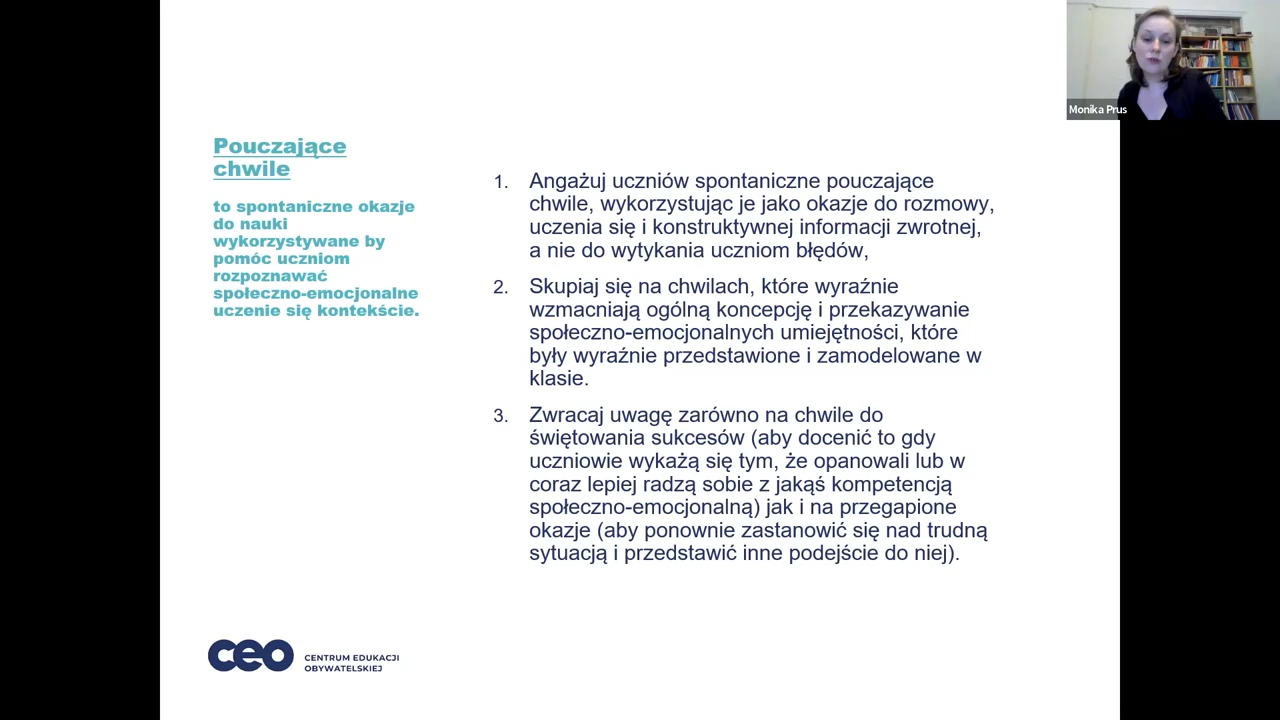 Monika Prus
Pouczające
chwile
to spontaniczne okazje
do nauki
wykorzystywane by
pomóc uczniom
rozpoznawać
społeczno-emocjonalne
uczenie się kontekście.
1. Angażuj uczniów spontaniczne pouczające
chwile, wykorzystując je jako okazje do rozmowy,
uczenia się i konstruktywnej informacji zwrotnej,
a nie do wytykania uczniom błędów,
2. Skupiaj się na chwilach, które wyraźnie
wzmacniają ogólną koncepcję i przekazywanie
społeczno-emocjonalnych umiejętności, które
były wyraźnie przedstawione i zamodelowane w
klasie.
3. Zwracaj uwagę zarówno na chwile do
świętowania sukcesów (aby docenić to gdy
uczniowie wykażą się tym, że opanowali lub w
coraz lepiej radzą sobie z jakąś kompetencją
społeczno-emocjonalną) jak i na przegapione
okazje (aby ponownie zastanowić się nad trudną
sytuacją i przedstawić inne podejście do niej).
ceo CENTRUM EDUKACJI
OBYWATELSKIEJ